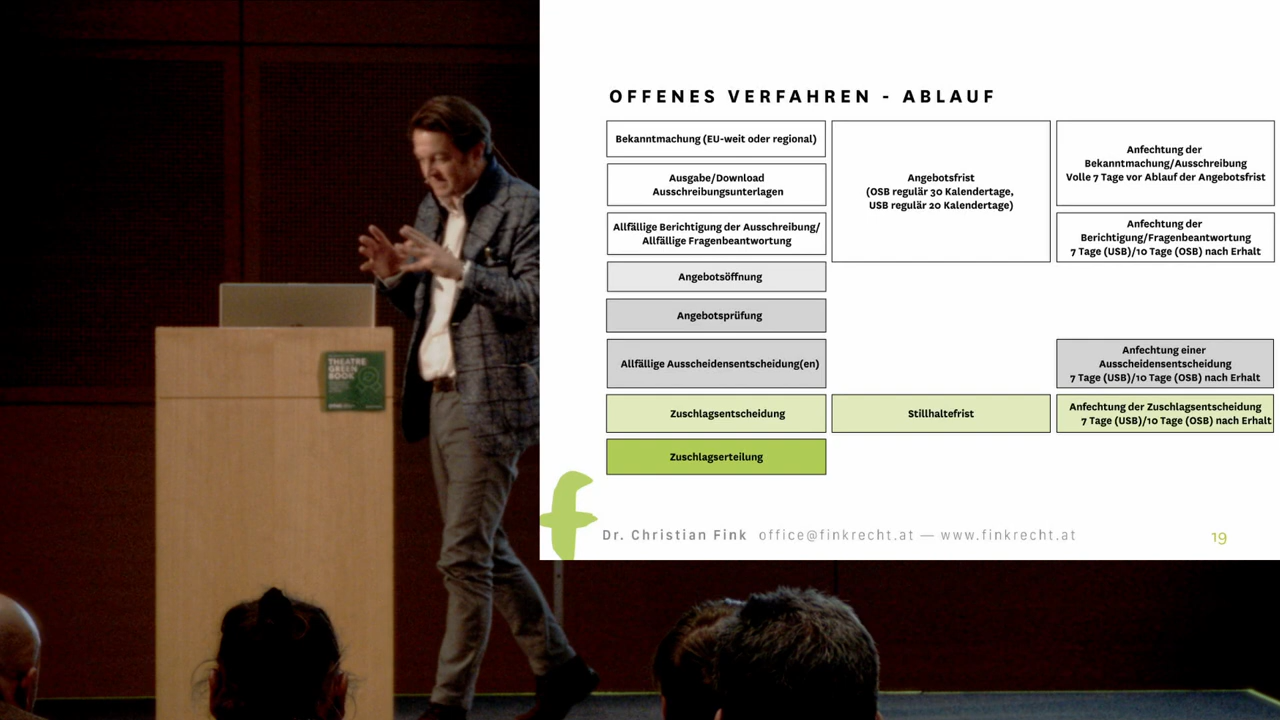 OFFENES VERFAHREN - ABLAUF
Bekanntmachung (EU-weit oder regional)
Ausgabe/Download
Ausschreibungsunterlagen
Allfällige Berichtigung der Ausschreibung/
Allfällige Fragenbeantwortung
Angebotsöffnung
Angebotsprüfung
Allfällige Ausscheidensentscheidung(en)
Zuschlagsentscheidung
Zuschlagserteilung
Angebotsfrist
(OSB regulär 30 Kalendertage,
USB regulär 20 Kalendertage)
Stillhaltefrist
Anfechtung der
Bekanntmachung/Ausschreibung
Volle 7 Tage vor Ablauf der Angebotsfrist
Anfechtung der
Berichtigung/Fragenbeantwortung
7 Tage (USB)/10 Tage (OSB) nach Erhalt
Anfechtung einer
Ausscheidensentscheidung
7 Tage (USB)/10 Tage (OSB) nach Erhalt
Anfechtung der Zuschlagsentscheidung
7 Tage (USB)/10 Tage (OSB) nach Erhalt
f
Dr. Christian Fink office@finkrecht.at — www.finkrecht.at
19
THEATRE
GREEN
BOOK